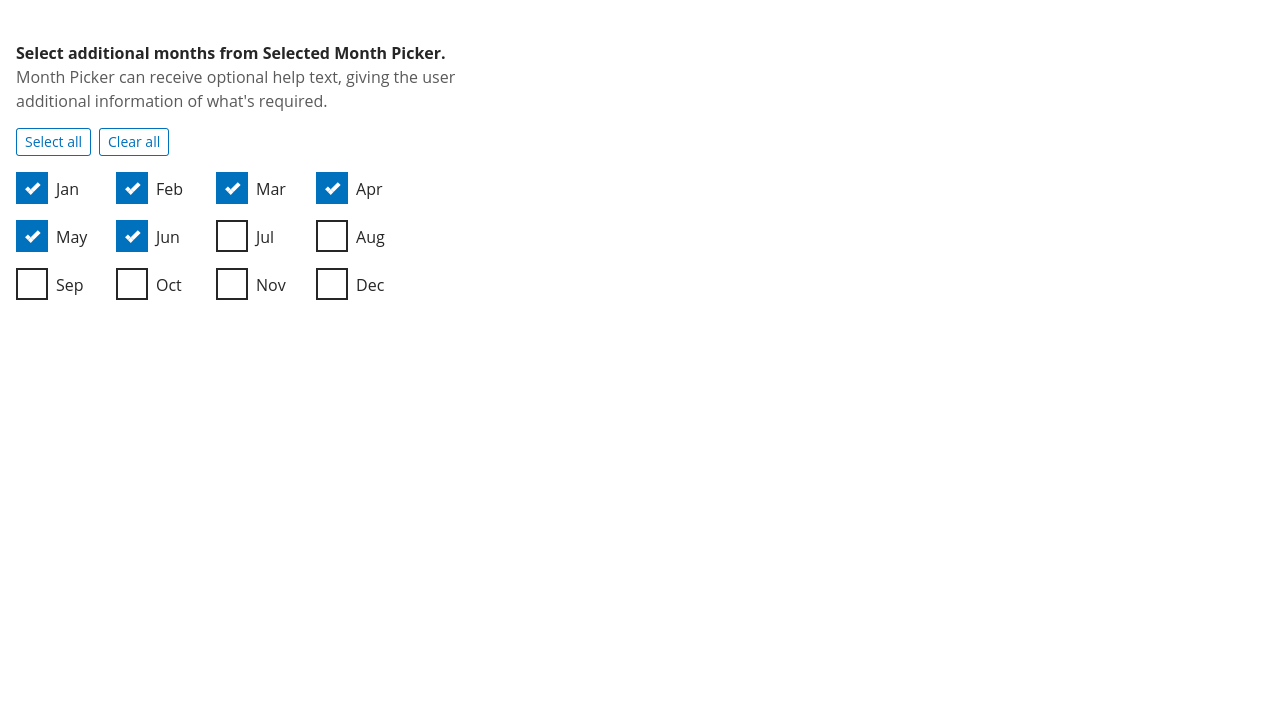 Select additional months from Selected Month Picker.
Month Picker can receive optional help text, giving the user
additional information of what's required.
Select all Clear all
Jan Feb Mar Apr
May Jun Jul Aug
Sep Oct Nov Dec